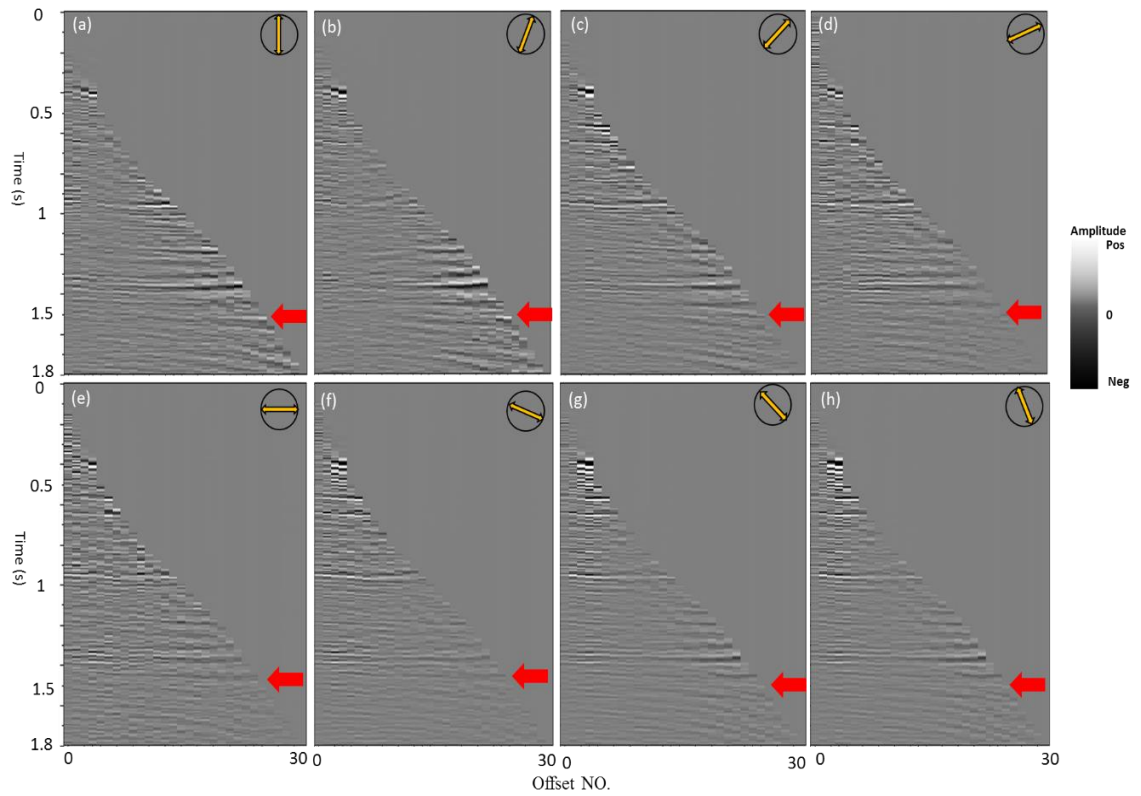 0 (a) (b) (c) (d)
0.5
Time (s)
1
1.5
1.8
Amplitude
Pos
0
Neg
0 (e) (f) (g) (h)
0.5
Time (s)
1
1.5
1.8
0 30 0 30 0 30 0 30
Offset NO.